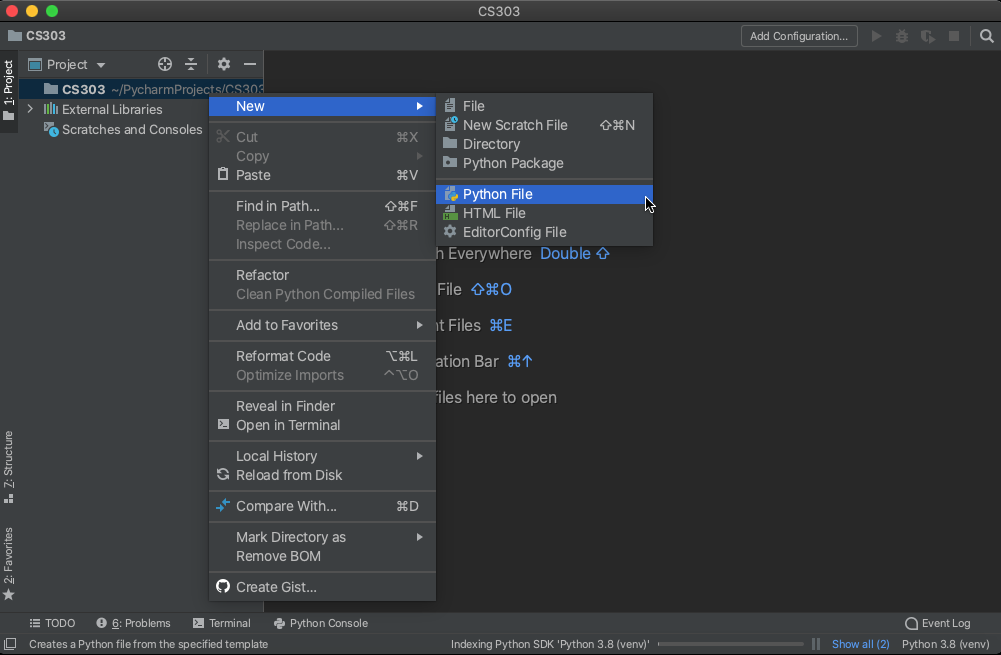 CS303
CS303
Add Configuration...
1: Project
Project
CS303 ~/PycharmProjects/CS303
External Libraries
Scratches and Consoles
New
Cut ⌘X
Copy
Paste ⌘V
Find in Path... ⇧⌘F
Replace in Path... ⇧⌘R
Inspect Code...
Refactor
Clean Python Compiled Files
Add to Favorites
Reformat Code ⌥⌘L
Optimize Imports ^⌥O
Reveal in Finder
Open in Terminal
Local History
Reload from Disk
Compare With... ⌘D
Mark Directory as
Remove BOM
Create Gist...
File
New Scratch File ⇧⌘N
Directory
Python Package
Python File
HTML File
EditorConfig File
h Everywhere Double ⇧
File ⇧⌘O
nt Files ⌘E
ation Bar ⌘↑
files here to open
Z: Structure
2: Favorites
TODO
6: Problems
Terminal
Python Console
Event Log
Creates a Python file from the specified template
Indexing Python SDK 'Python 3.8 (venv)'
Show all (2)
Python 3.8 (venv)